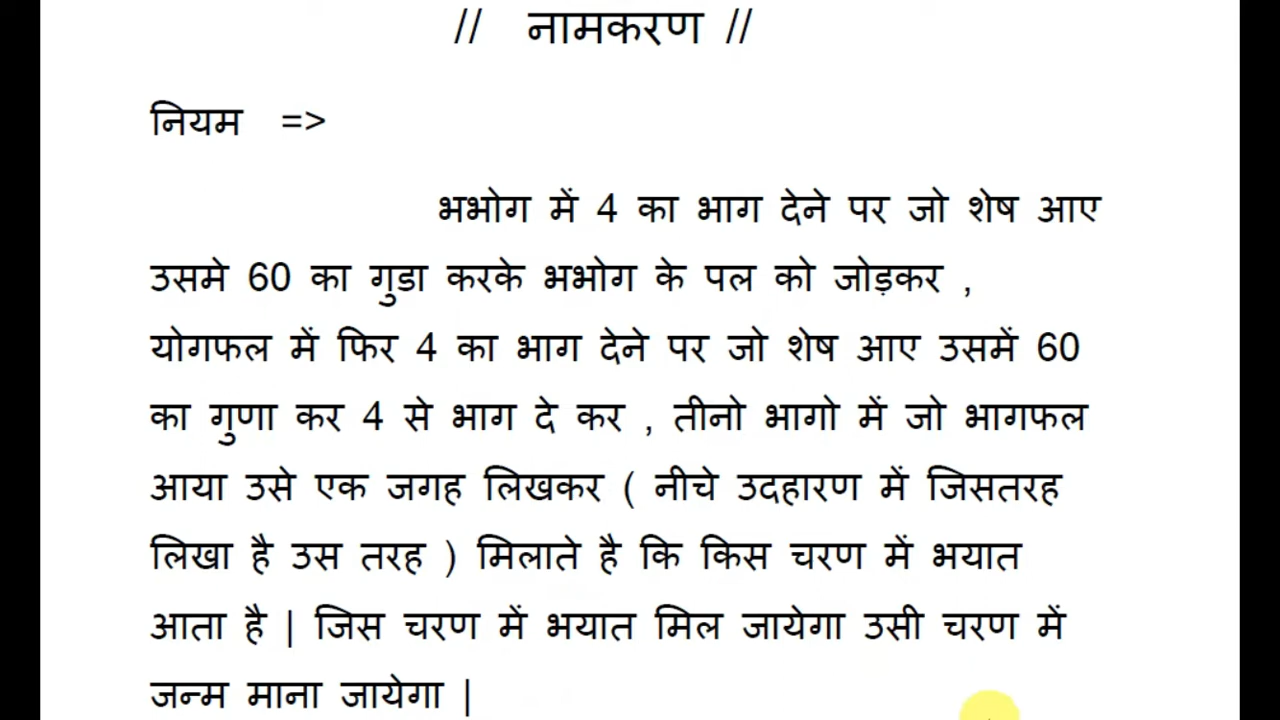 // नामकरण //
नियम =>
भभोग में 4 का भाग देने पर जो शेष आए
उसमे 60 का गुडा करके भभोग के पल को जोड़कर ,
योगफल में फिर 4 का भाग देने पर जो शेष आए उसमें 60
का गुणा कर 4 से भाग दे कर , तीनो भागो में जो भागफल
आया उसे एक जगह लिखकर ( नीचे उदहारण में जिसतरह
लिखा है उस तरह ) मिलाते है कि किस चरण में भयात
आता है | जिस चरण में भयात मिल जायेगा उसी चरण में
जन्म माना जायेगा |